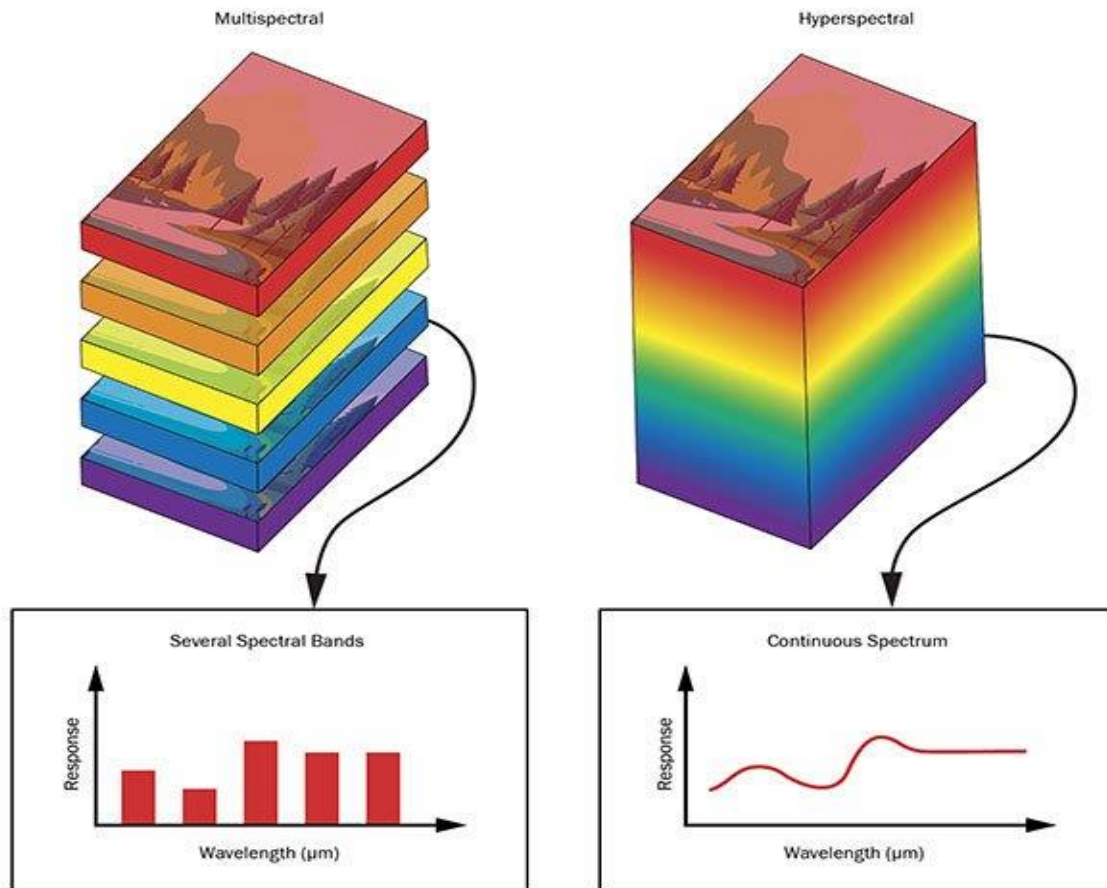 Multispectral
Hyperspectral
Several Spectral Bands
Response
Wavelength (µm)
Continuous Spectrum
Response
Wavelength (µm)